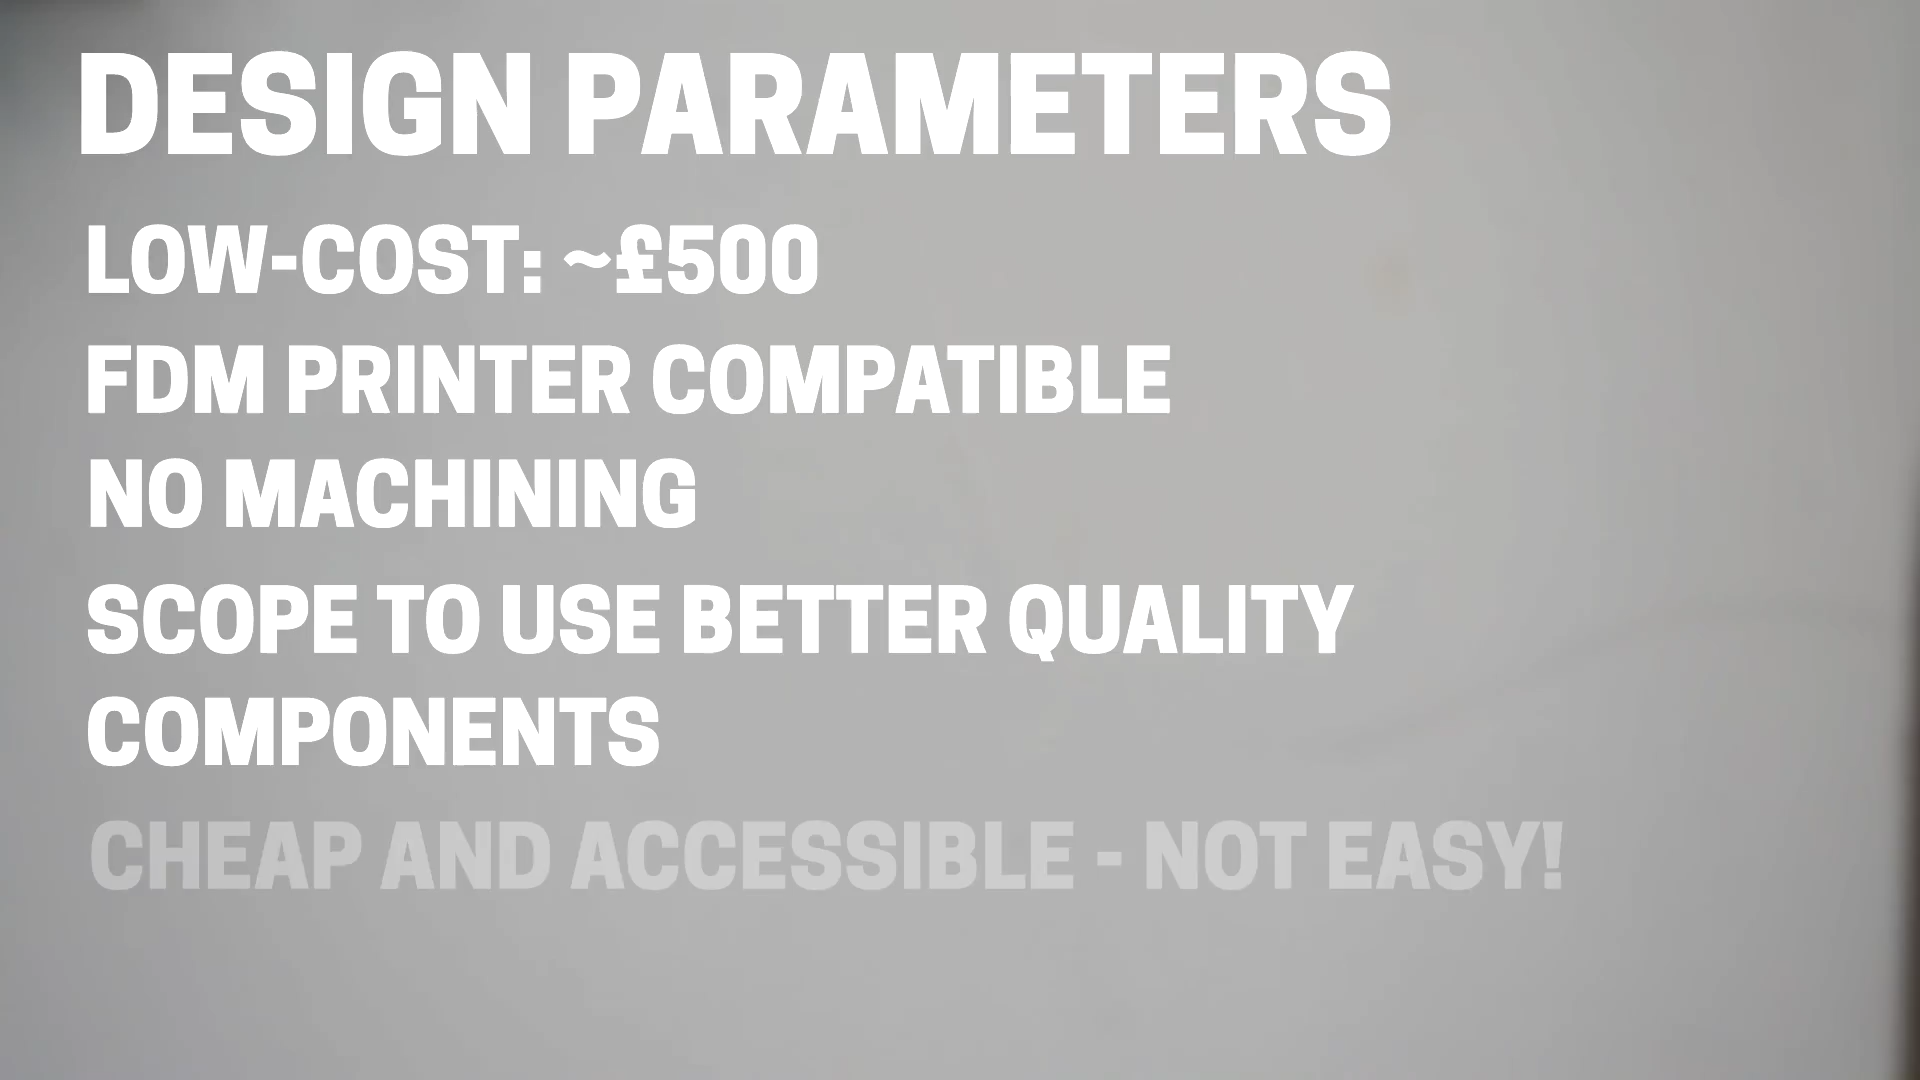 DESIGN PARAMETERS
LOW-COST: ~£500
FDM PRINTER COMPATIBLE
NO MACHINING
SCOPE TO USE BETTER QUALITY
COMPONENTS
CHEAP AND ACCESSIBLE - NOT EASY!